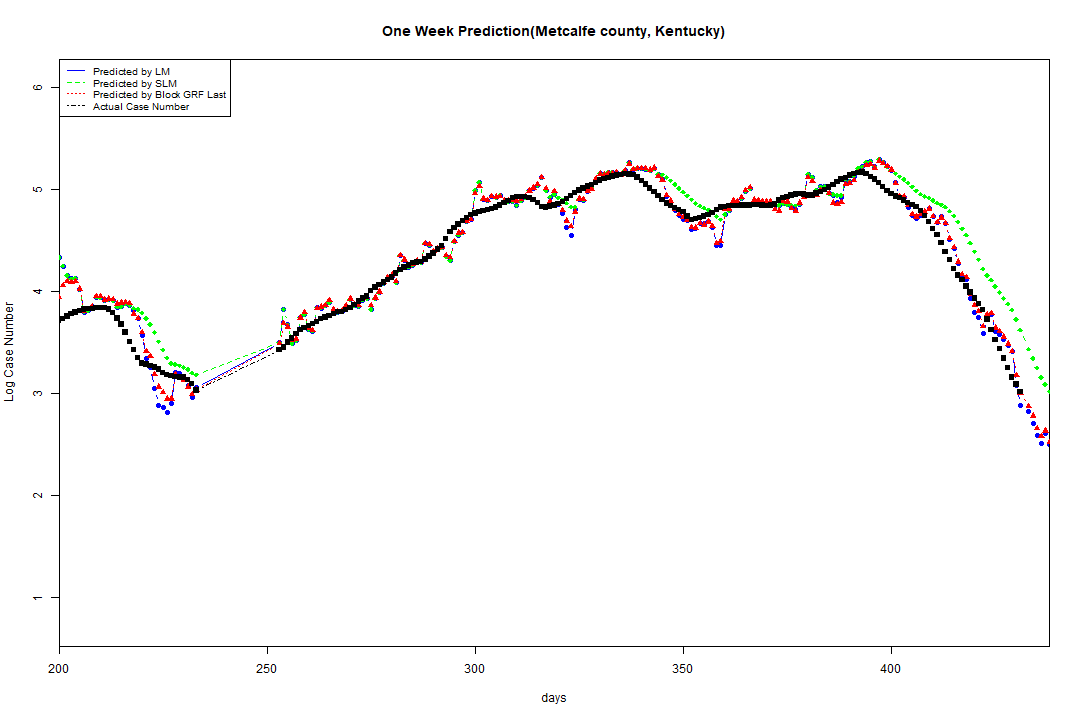 One Week Prediction(Metcalfe county, Kentucky)
Predicted by LM
Predicted by SLM
Predicted by Block GRF Last
Actual Case Number
6
5
4
3
2
1
Log Case Number
200 250 300 350 400
days